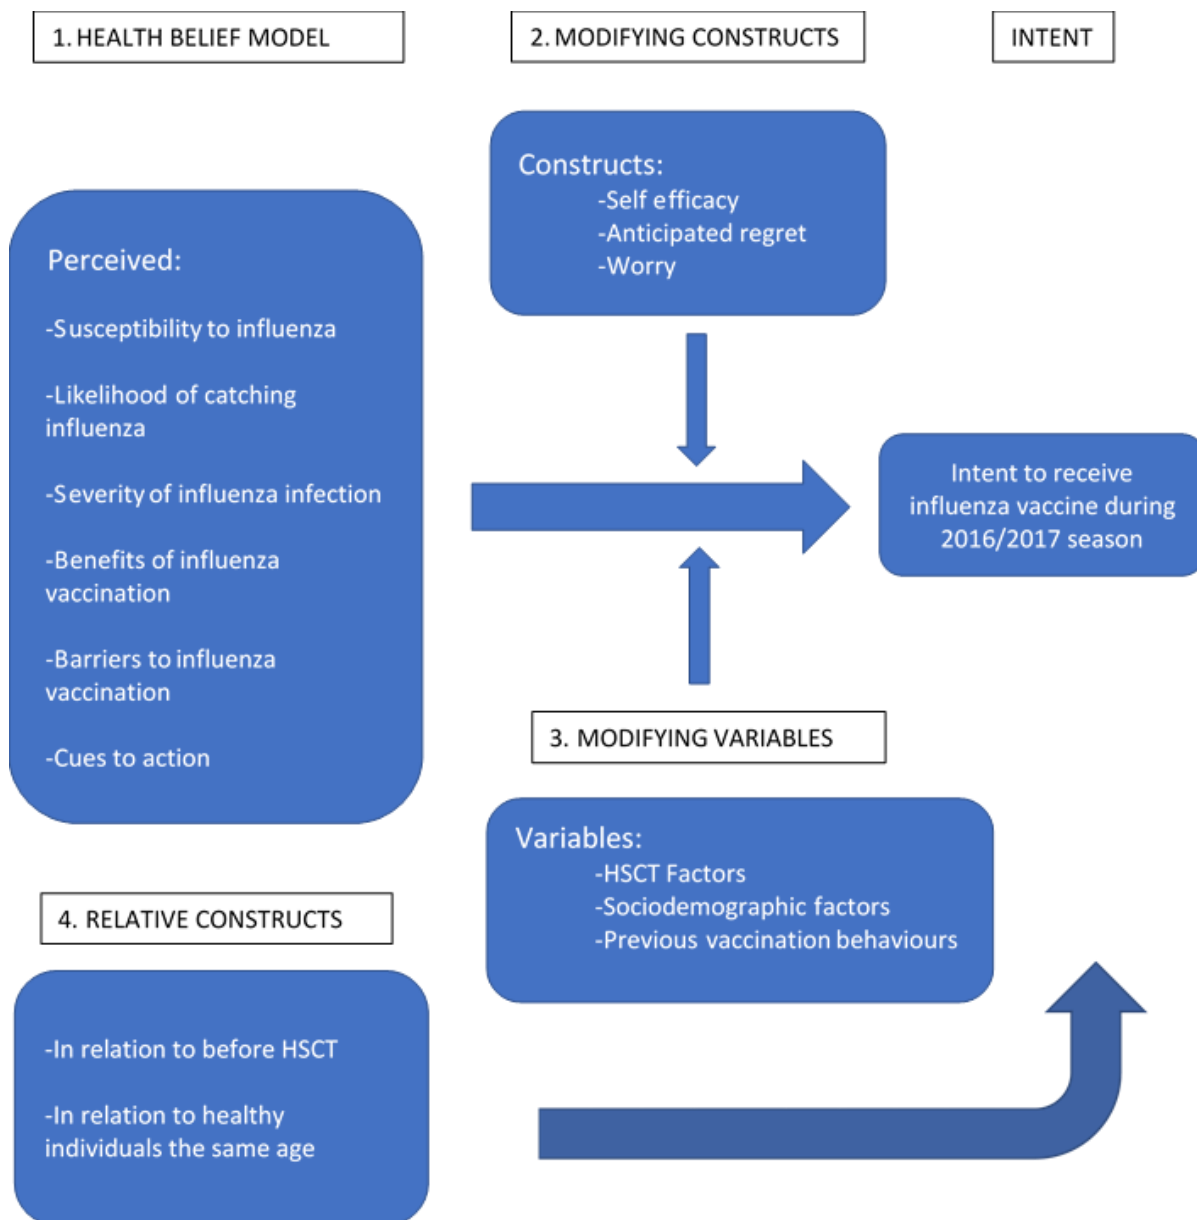 1. HEALTH BELIEF MODEL
2. MODIFYING CONSTRUCTS
INTENT
Constructs:
-Self efficacy
-Anticipated regret
-Worry
Perceived:
-Susceptibility to influenza
-Likelihood of catching
influenza
-Severity of influenza infection
-Benefits of influenza
vaccination
-Barriers to influenza
vaccination
-Cues to action
Intent to receive
influenza vaccine during
2016/2017 season
3. MODIFYING VARIABLES
Variables:
-HSCT Factors
-Sociodemographic factors
-Previous vaccination behaviours
4. RELATIVE CONSTRUCTS
-In relation to before HSCT
-In relation to healthy
individuals the same age